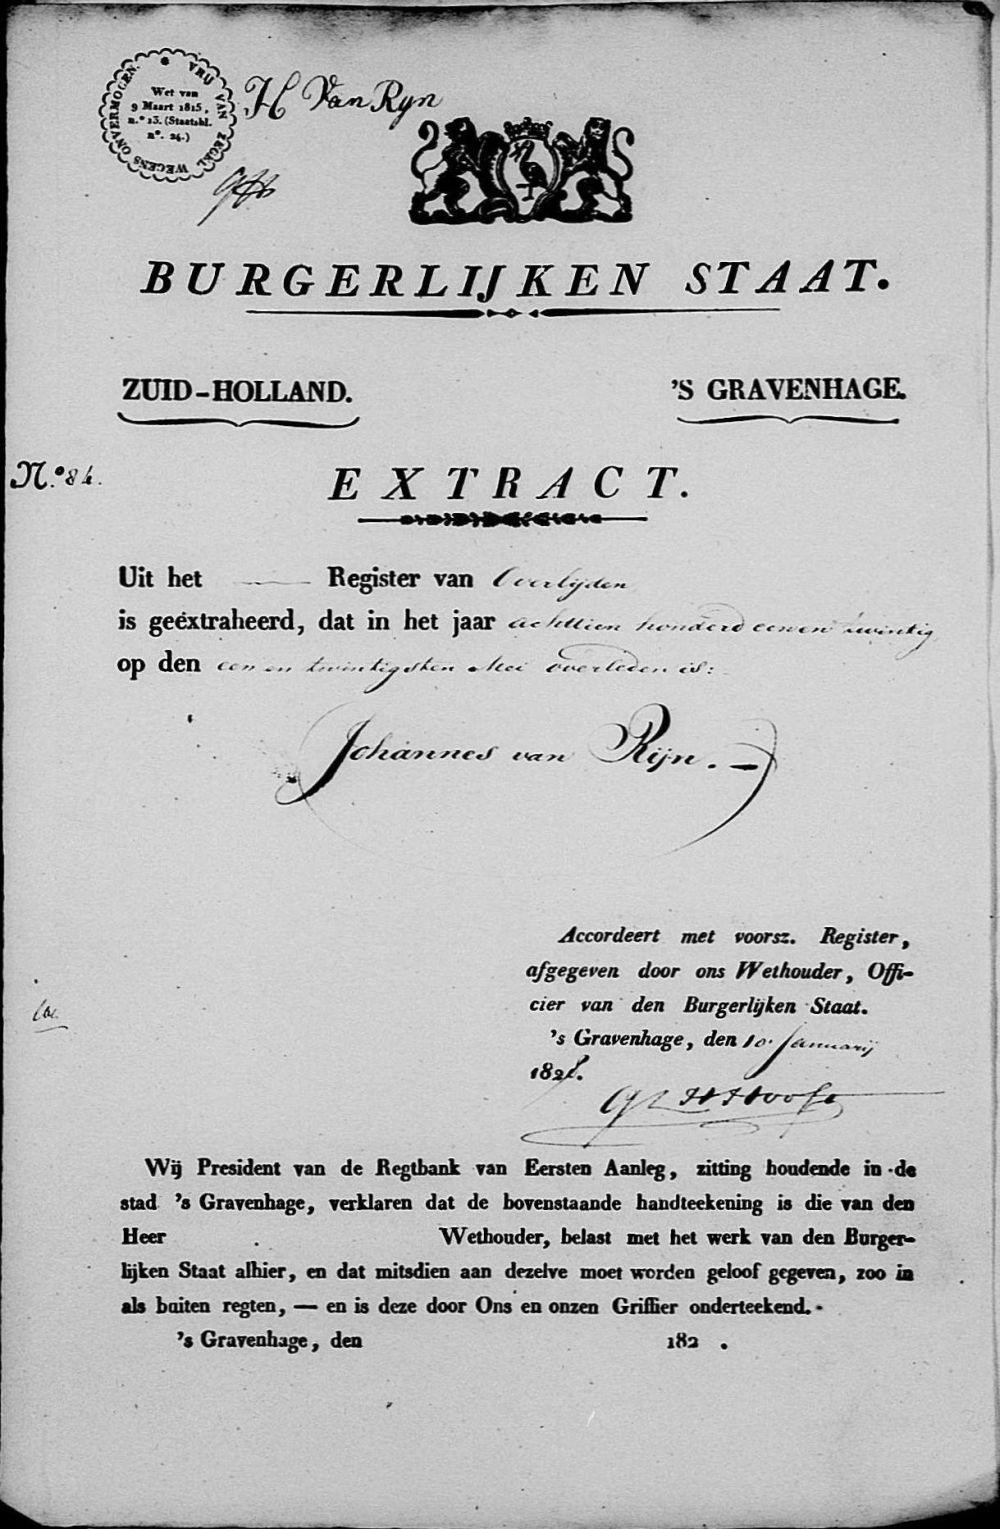 VRIJ VAN ZEGEL WEGENS ONVERMOGEN.
Wet van
9 Maart 1815,
n.º 13. (Staatsbl.
nº. 24.)
H Van Ryn
BURGERLIJKEN STAAT.
ZUID-HOLLAND.
'S GRAVENHAGE.
N.º 84.
EXTRACT.
Uit het Register van Overlijden
is geëxtraheerd, dat in het jaar achttien honderd eenen twintig
op den een en twintigsten Mei overleden is:
Johannes van Rijn. —
Accordeert met voorsz. Register,
afgegeven door ons Wethouder, Offi-
cier van den Burgerlijken Staat.
's Gravenhage, den 10. Januarij
1828.
Wij President van de Regtbank van Eersten Aanleg, zitting houdende in de
stad 's Gravenhage, verklaren dat de bovenstaande handteekening is die van den
Heer Wethouder, belast met het werk van den Burger-
lijken Staat alhier, en dat mitsdien aan dezelve moet worden geloof gegeven, zoo in
als buiten regten, — en is deze door Ons en onzen Griffier onderteekend.
's Gravenhage, den 182 .